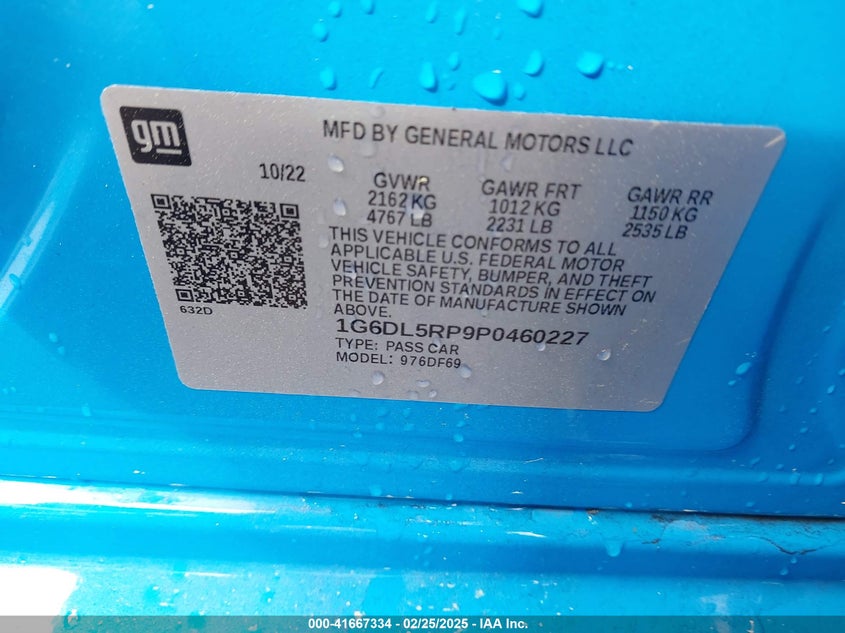 gm
MFD BY GENERAL MOTORS LLC
10/22
GVWR
2162 KG
4767 LB
GAWR FRT
1012 KG
2231 LB
GAWR RR
1150 KG
2535 LB
THIS VEHICLE CONFORMS TO ALL
APPLICABLE U.S. FEDERAL MOTOR
VEHICLE SAFETY, BUMPER, AND THEFT
PREVENTION STANDARDS IN EFFECT ON
THE DATE OF MANUFACTURE SHOWN
ABOVE.
632D
1G6DL5RP9P0460227
TYPE: PASS CAR
MODEL: 976DF69
000-41667334 - 02/25/2025 - IAA Inc.